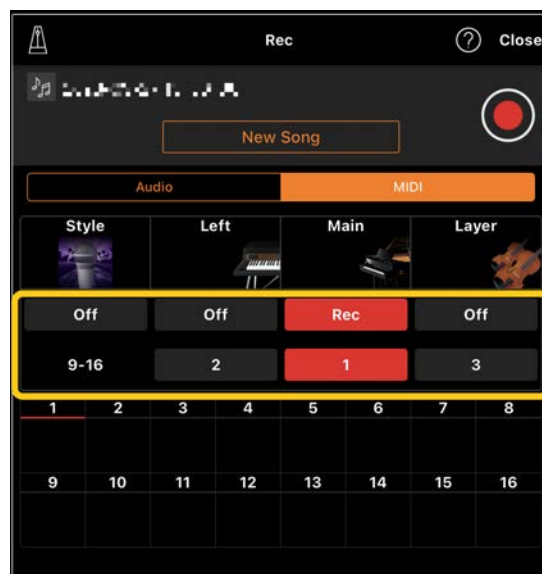 Rec ? Close
New Song
Audio MIDI
Style Left Main Layer
Off Off Rec Off
9-16 2 1 3
1 2 3 4 5 6 7 8
9 10 11 12 13 14 15 16